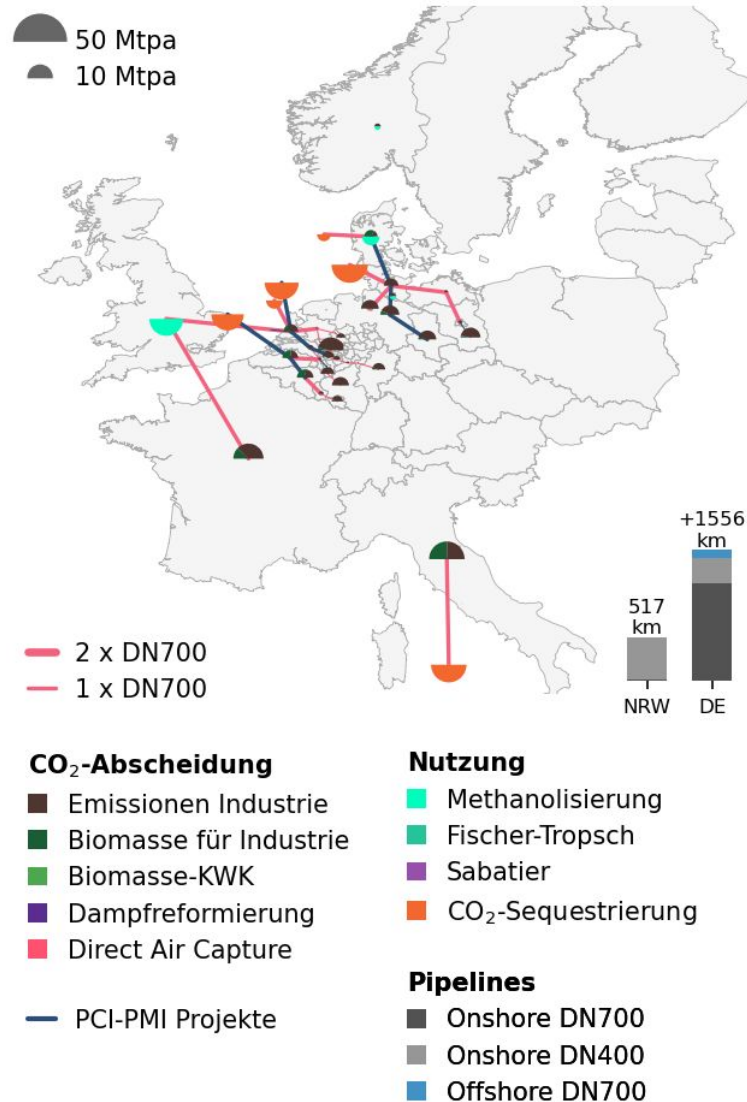 50 Mtpa
10 Mtpa
+1556
km
517
km
NRW
DE
2 x DN700
1 x DN700
CO₂-Abscheidung
Emissionen Industrie
Biomasse für Industrie
Biomasse-KWK
Dampfreformierung
Direct Air Capture
PCI-PMI Projekte
Nutzung
Methanolisierung
Fischer-Tropsch
Sabatier
CO₂-Sequestrierung
Pipelines
Onshore DN700
Onshore DN400
Offshore DN700